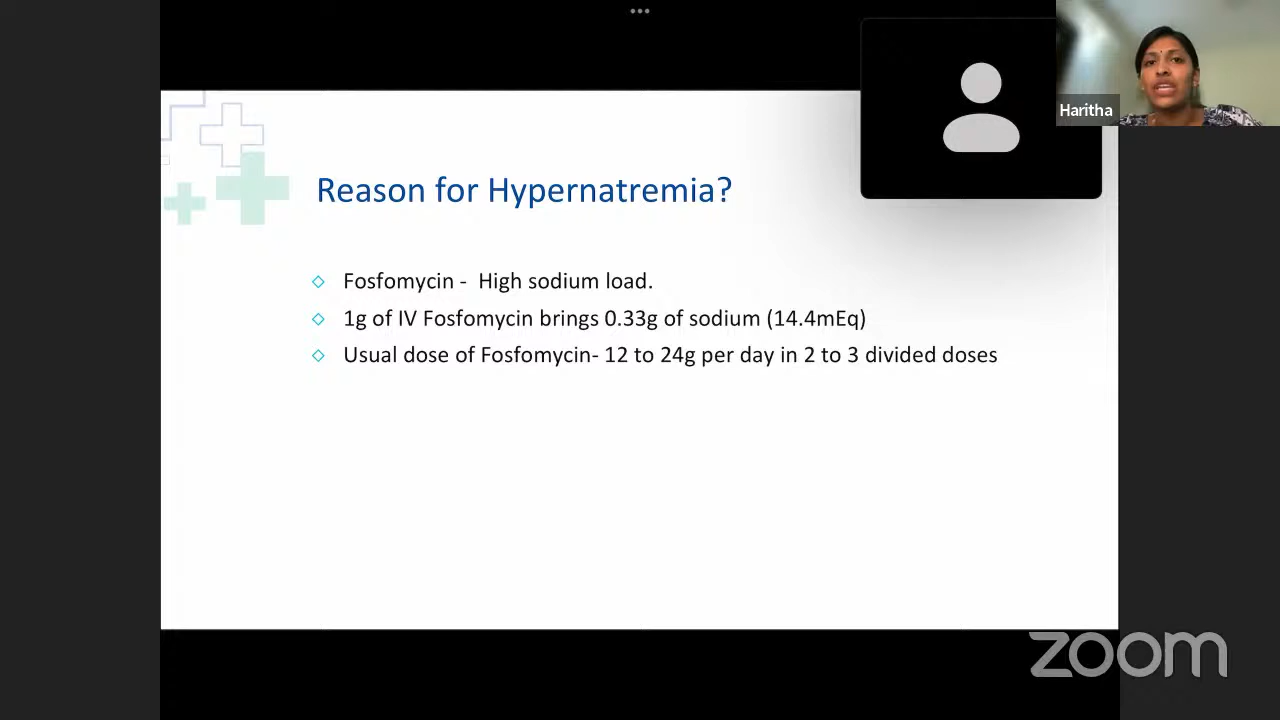 Haritha
Reason for Hypernatremia?
Fosfomycin - High sodium load.
1g of IV Fosfomycin brings 0.33g of sodium (14.4mEq)
Usual dose of Fosfomycin- 12 to 24g per day in 2 to 3 divided doses
zoom